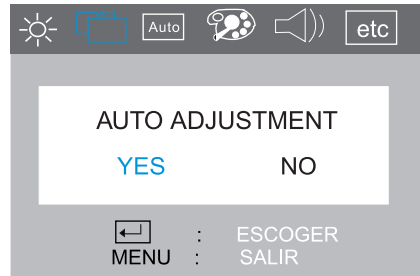 Auto etc
AUTO ADJUSTMENT
YES NO
: ESCOGER
MENU : SALIR